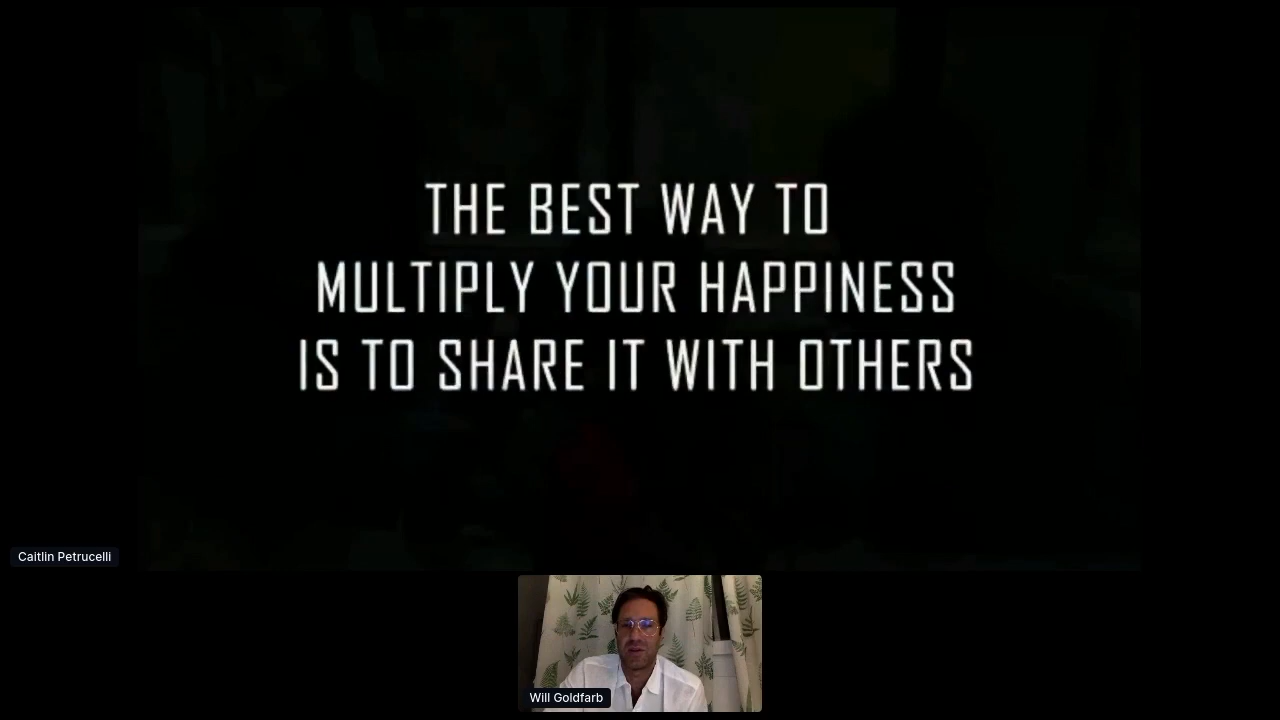 THE BEST WAY TO
MULTIPLY YOUR HAPPINESS
IS TO SHARE IT WITH OTHERS
Caitlin Petrucelli
Will Goldfarb